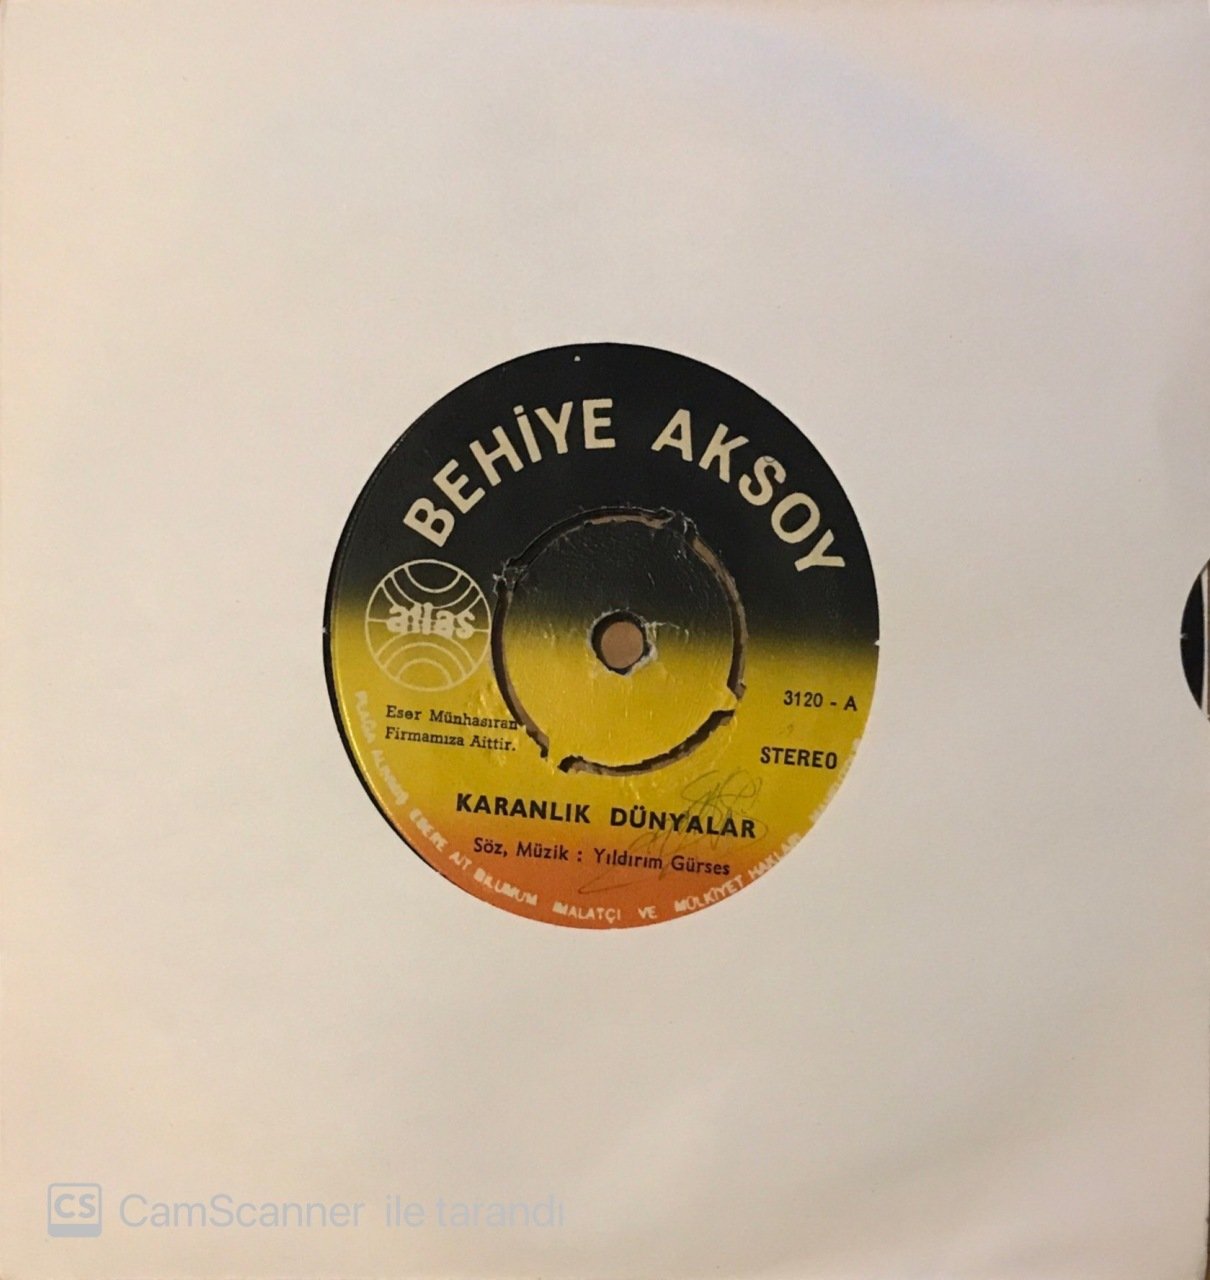 BEHİYE AKSOY
atlas
3120 - A
Eser Münhasıran
Firmamıza Aittir.
STEREO
KARANLIK DÜNYALAR
Söz, Müzik : Yıldırım Gürses
PLAĞA ALINMIŞ ESERE AİT BİLUMUM İMALATÇI VE MÜLKİYET HAKLARI
CS CamScanner ile tarandı